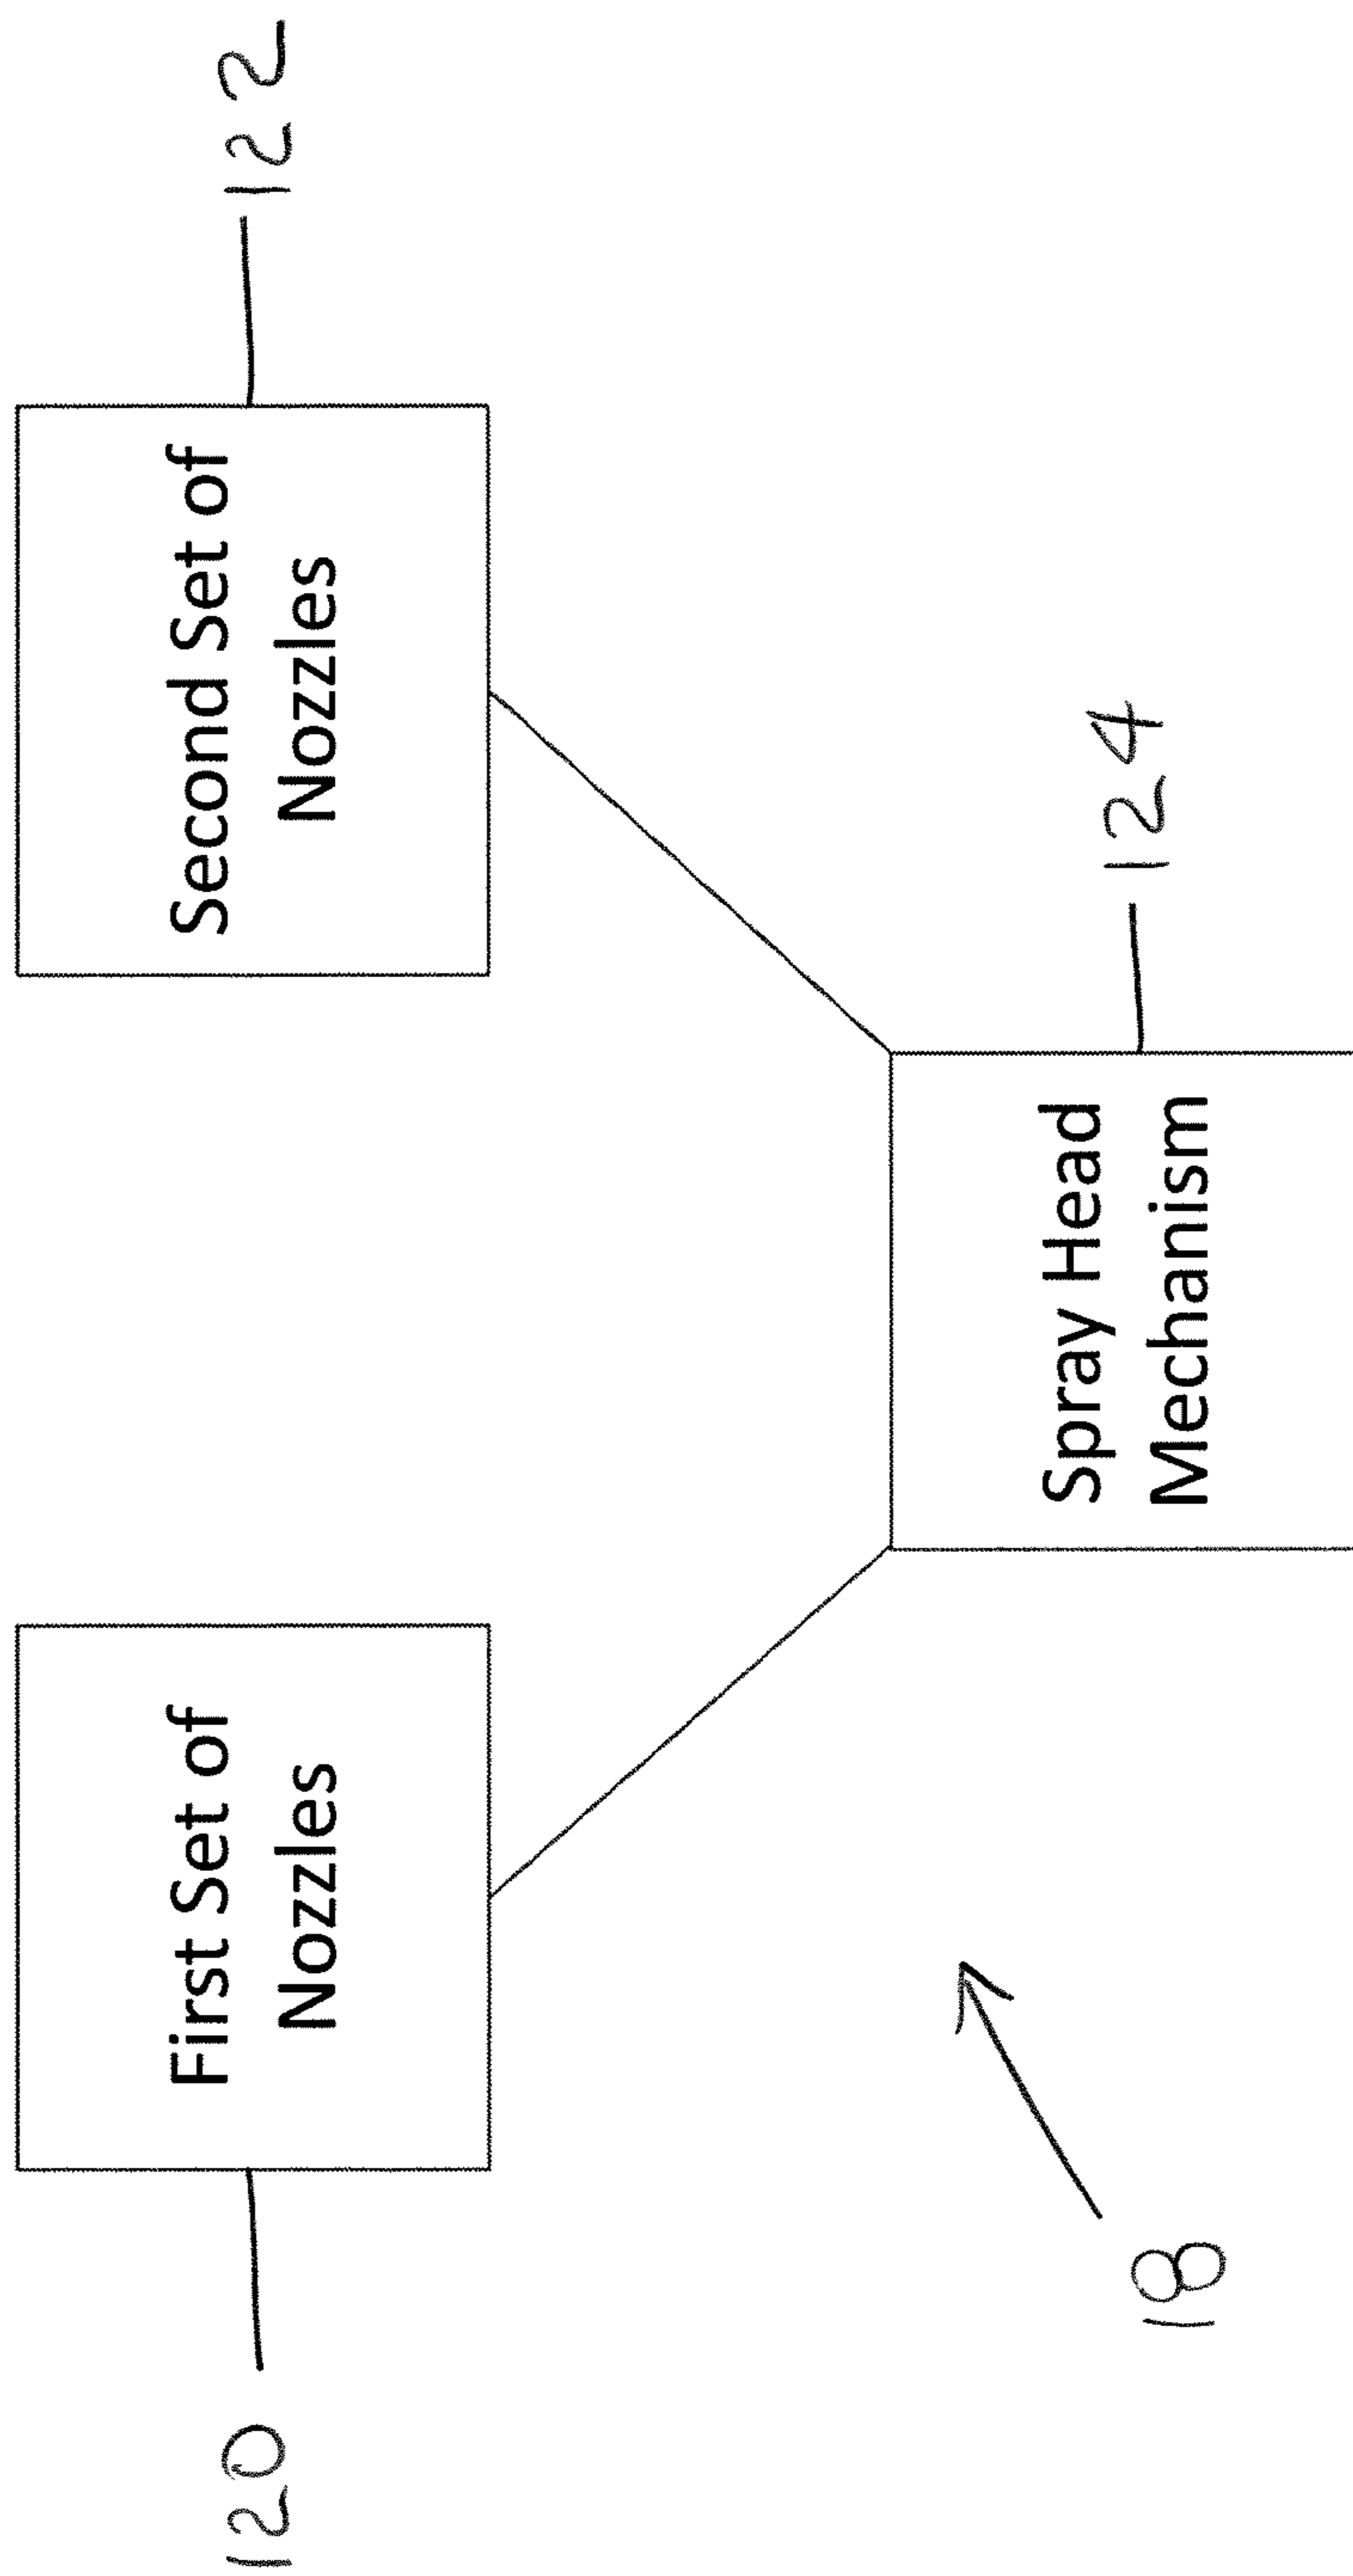 120
First Set of
Nozzles
Second Set of
Nozzles
122
18
Spray Head
Mechanism
124